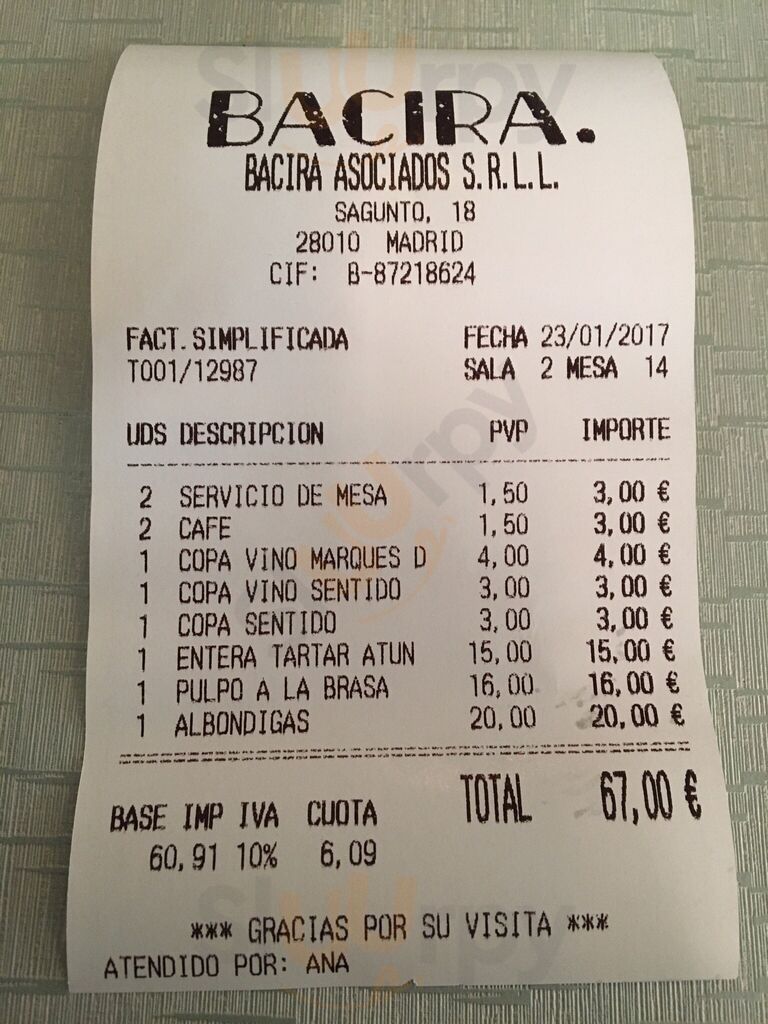 BACIRA.
BACIRA ASOCIADOS S.R.L.L.
SAGUNTO, 18
28010 MADRID
CIF: B-87218624
FACT.SIMPLIFICADA FECHA 23/01/2017
T001/12987 SALA 2 MESA 14
UDS DESCRIPCION PVP IMPORTE
2 SERVICIO DE MESA 1,50 3,00 €
2 CAFE 1,50 3,00 €
1 COPA VINO MARQUES D 4,00 4,00 €
1 COPA VINO SENTIDO 3,00 3,00 €
1 COPA SENTIDO 3,00 3,00 €
1 ENTERA TARTAR ATUN 15,00 15,00 €
1 PULPO A LA BRASA 16,00 16,00 €
1 ALBONDIGAS 20,00 20,00 €
TOTAL 67,00 €
BASE IMP IVA CUOTA
60,91 10% 6,09
*** GRACIAS POR SU VISITA ***
ATENDIDO POR: ANA
sluurpy
sluurpy
sluurpy